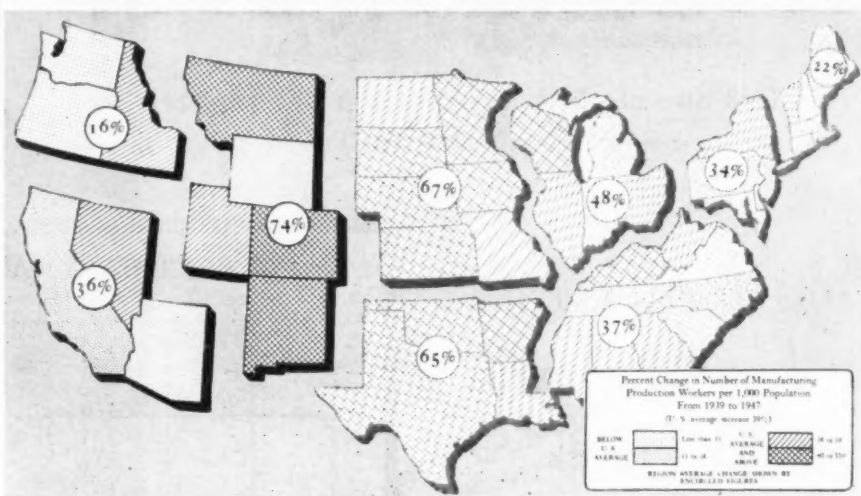 22%
16%
34%
67%
48%
74%
36%
37%
65%
Percent Change in Number of Manufacturing
Production Workers per 1,000 Population
From 1939 to 1947
(U. S. average increase
BELOW
U. S.
AVERAGE
Less than
U. S.
AVERAGE
AND
ABOVE
REGION AVERAGE CHANGE SHOWN BY
ENCIRCLED FIGURES